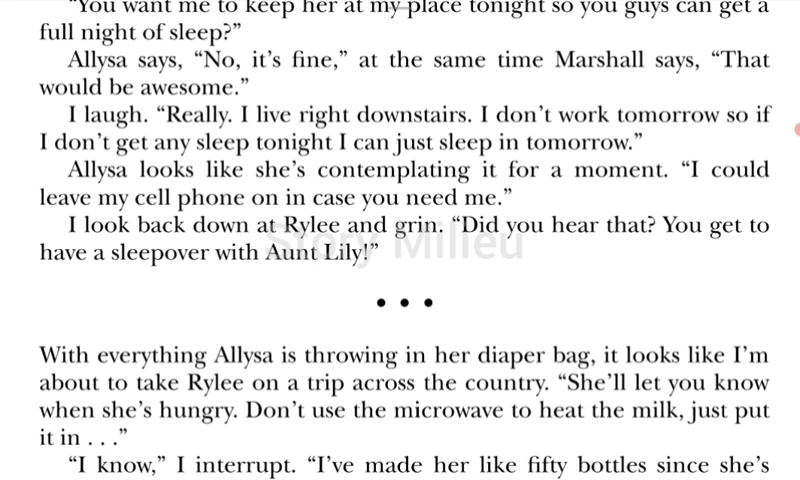 "You want me to keep her at my place tonight so you guys can get a
full night of sleep?"
Allysa says, "No, it's fine," at the same time Marshall says, "That
would be awesome."
I laugh. "Really. I live right downstairs. I don't work tomorrow so if
I don't get any sleep tonight I can just sleep in tomorrow."
Allysa looks like she's contemplating it for a moment. "I could
leave my cell phone on in case you need me."
I look back down at Rylee and grin. "Did you hear that? You get to
have a sleepover with Aunt Lily!"
Story Milieu
• • •
With everything Allysa is throwing in her diaper bag, it looks like I'm
about to take Rylee on a trip across the country. "She'll let you know
when she's hungry. Don't use the microwave to heat the milk, just put
it in . . ."
"I know," I interrupt. "I've made her like fifty bottles since she's